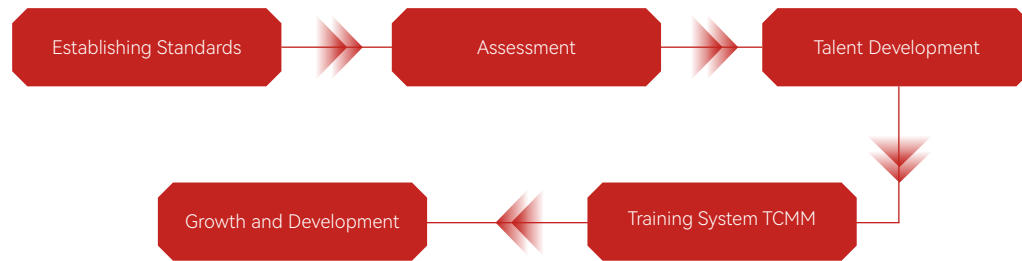 Establishing Standards
Assessment
Talent Development
Training System TCMM
Growth and Development